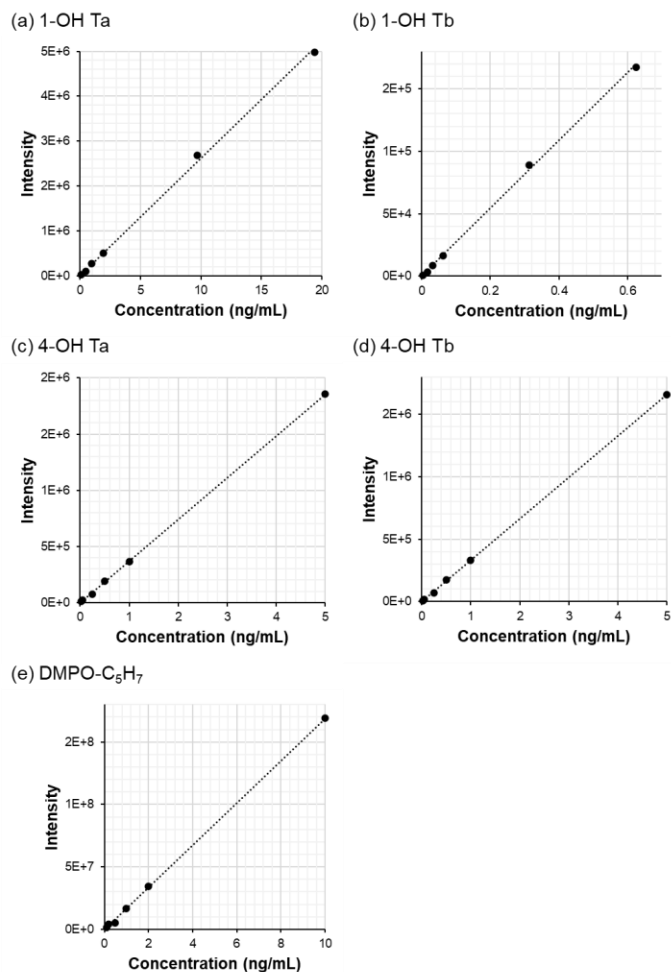 (a) 1-OH Ta
(b) 1-OH Tb
5E+6
4E+6
3E+6
2E+6
1E+6
0E+0
Intensity
0
5
10
15
20
Concentration (ng/mL)
2E+5
1E+5
5E+4
0E+0
Intensity
0
0.2
0.4
0.6
Concentration (ng/mL)
(c) 4-OH Ta
(d) 4-OH Tb
2E+6
2E+6
1E+6
5E+5
0E+0
Intensity
0
1
2
3
4
5
Concentration (ng/mL)
2E+6
1E+6
5E+5
0E+0
Intensity
0
1
2
3
4
5
Concentration (ng/mL)
(e) DMPO-C₅H₇
2E+8
1E+8
5E+7
0E+0
Intensity
0
2
4
6
8
10
Concentration (ng/mL)